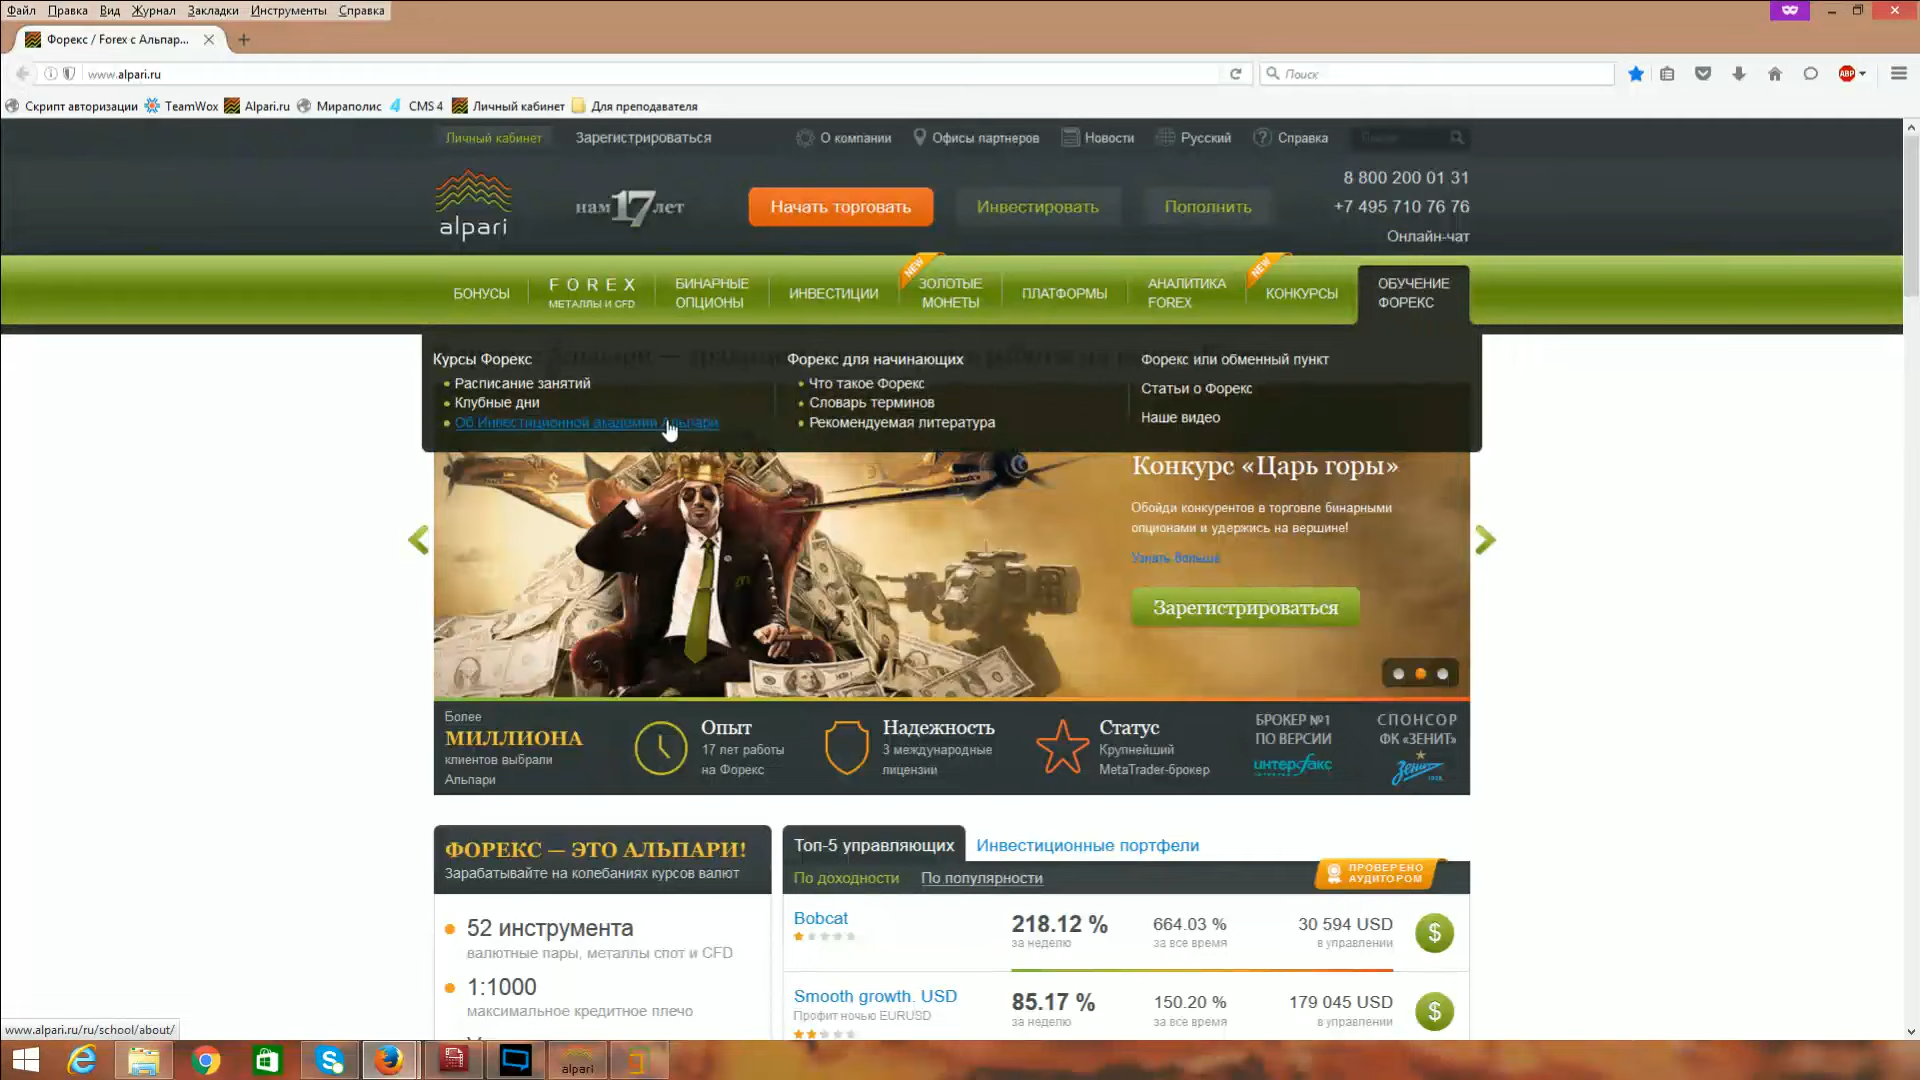 Файл Правка Вид Журнал Закладки Инструменты Справка
Форекс / Forex с Альпар...
www.alpari.ru
Поиск
ABP
Скрипт авторизации TeamWox Alpari.ru Мираполис CMS 4 Личный кабинет Для преподавателя
Личный кабинет Зарегистрироваться О компании Офисы партнеров Новости Русский Справка Поиск
alpari
нам 17 лет
Начать торговать
Инвестировать
Пополнить
8 800 200 01 31
+7 495 710 76 76
Онлайн-чат
БОНУСЫ
FOREX
МЕТАЛЛЫ И CFD
БИНАРНЫЕ
ОПЦИОНЫ
ИНВЕСТИЦИИ
NEW
ЗОЛОТЫЕ
МОНЕТЫ
ПЛАТФОРМЫ
АНАЛИТИКА
FOREX
NEW
КОНКУРСЫ
ОБУЧЕНИЕ
ФОРЕКС
Курсы Форекс
Расписание занятий
Клубные дни
Об Инвестиционной академии Альпари
Форекс для начинающих
Что такое Форекс
Словарь терминов
Рекомендуемая литература
Форекс или обменный пункт
Статьи о Форекс
Наше видео
Конкурс «Царь горы»
Обойди конкурентов в торговле бинарными
опционами и удержись на вершине!
Узнать больше
Зарегистрироваться
Более
МИЛЛИОНА
клиентов выбрали
Альпари
Опыт
17 лет работы
на Форекс
Надежность
3 международные
лицензии
Статус
Крупнейший
MetaTrader-брокер
БРОКЕР №1
ПО ВЕРСИИ
интерфакс
СПОНСОР
ФК «ЗЕНИТ»
Зенит
ФОРЕКС — ЭТО АЛЬПАРИ!
Зарабатывайте на колебаниях курсов валют
52 инструмента
валютные пары, металлы спот и CFD
1:1000
максимальное кредитное плечо
Топ-5 управляющих Инвестиционные портфели
По доходности По популярности
ПРОВЕРЕНО
АУДИТОРОМ
Bobcat 218.12 % 664.03 % 30 594 USD
за неделю за все время в управлении
Smooth growth. USD 85.17 % 150.20 % 179 045 USD
Профит ночью EURUSD за неделю за все время в управлении
www.alpari.ru/ru/school/about/
alpari